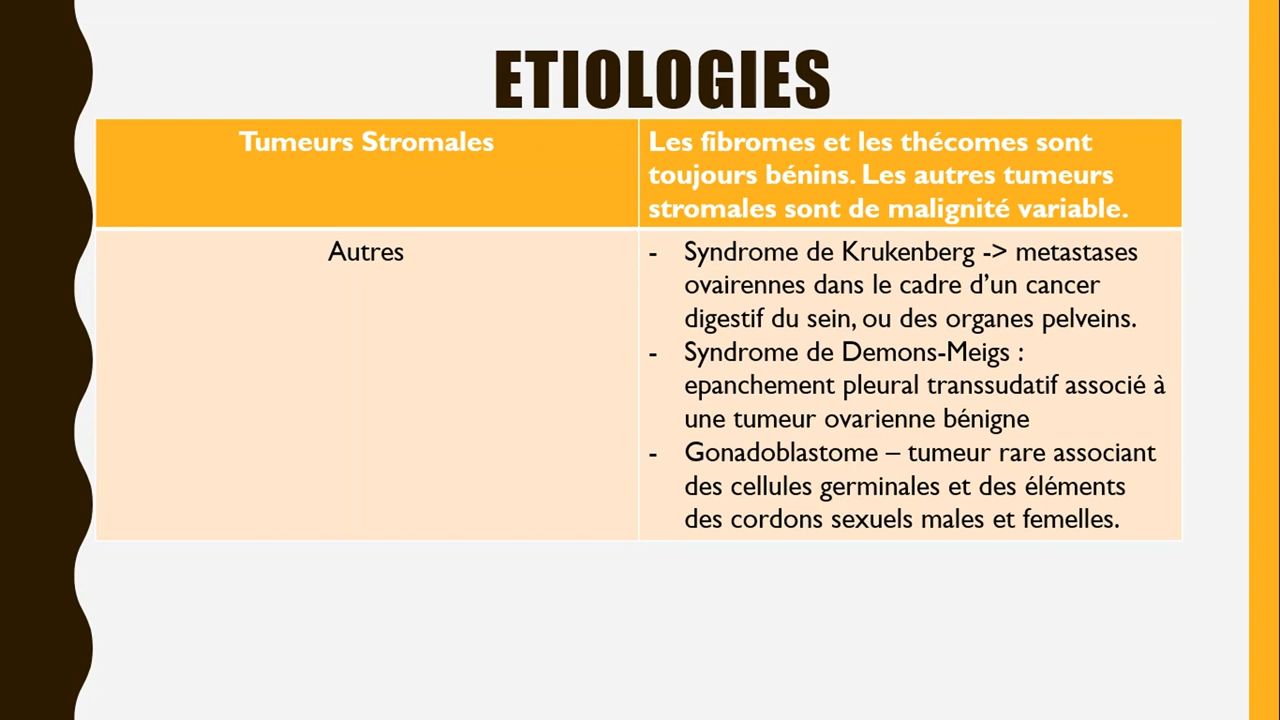 ETIOLOGIES
Tumeurs Stromales
Les fibromes et les thécomes sont
toujours bénins. Les autres tumeurs
stromales sont de malignité variable.
Autres
- Syndrome de Krukenberg -> metastases
ovairennes dans le cadre d’un cancer
digestif du sein, ou des organes pelveins.
- Syndrome de Demons-Meigs :
epanchement pleural transsudatif associé à
une tumeur ovarienne bénigne
- Gonadoblastome – tumeur rare associant
des cellules germinales et des éléments
des cordons sexuels males et femelles.